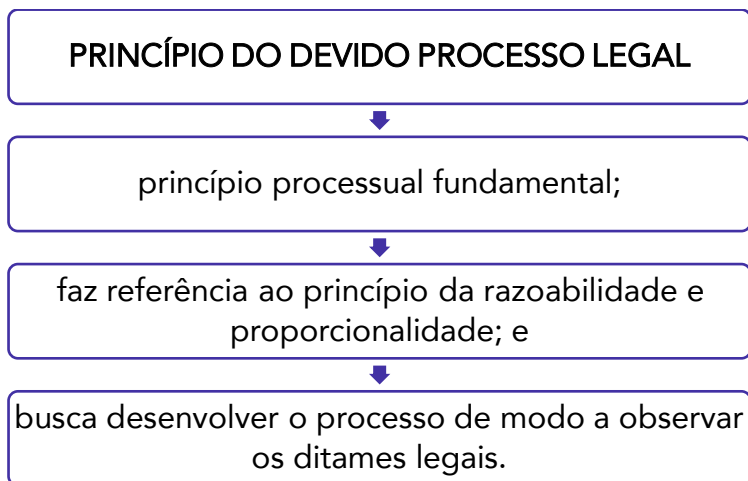 PRINCÍPIO DO DEVIDO PROCESSO LEGAL
princípio processual fundamental;
faz referência ao princípio da razoabilidade e
proporcionalidade; e
busca desenvolver o processo de modo a observar
os ditames legais.